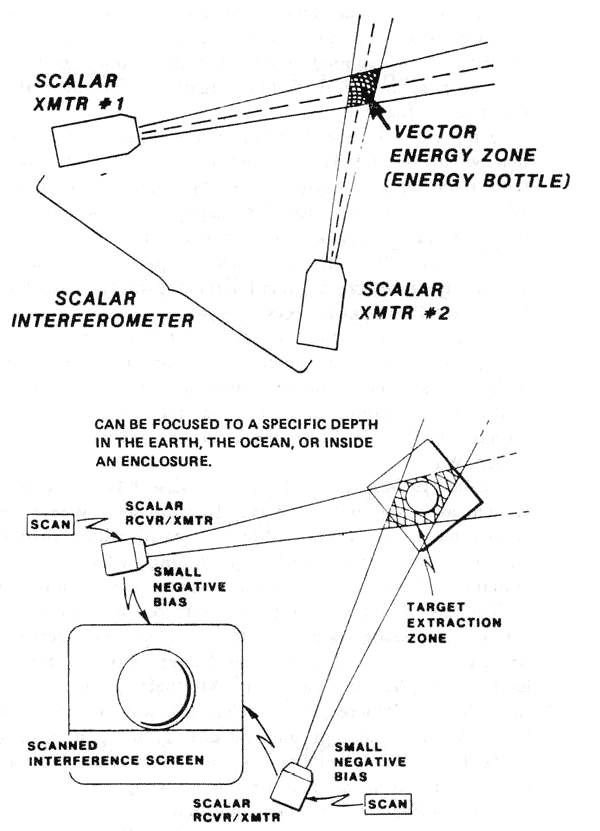 SCALAR
XMTR #1
VECTOR
ENERGY ZONE
(ENERGY BOTTLE)
SCALAR
INTERFEROMETER
SCALAR
XMTR #2
CAN BE FOCUSED TO A SPECIFIC DEPTH
IN THE EARTH, THE OCEAN, OR INSIDE
AN ENCLOSURE.
SCALAR
RCVR/XMTR
SCAN
SMALL
NEGATIVE
BIAS
TARGET
EXTRACTION
ZONE
SCANNED
INTERFERENCE SCREEN
SMALL
NEGATIVE
BIAS
SCALAR
RCVR/XMTR
SCAN